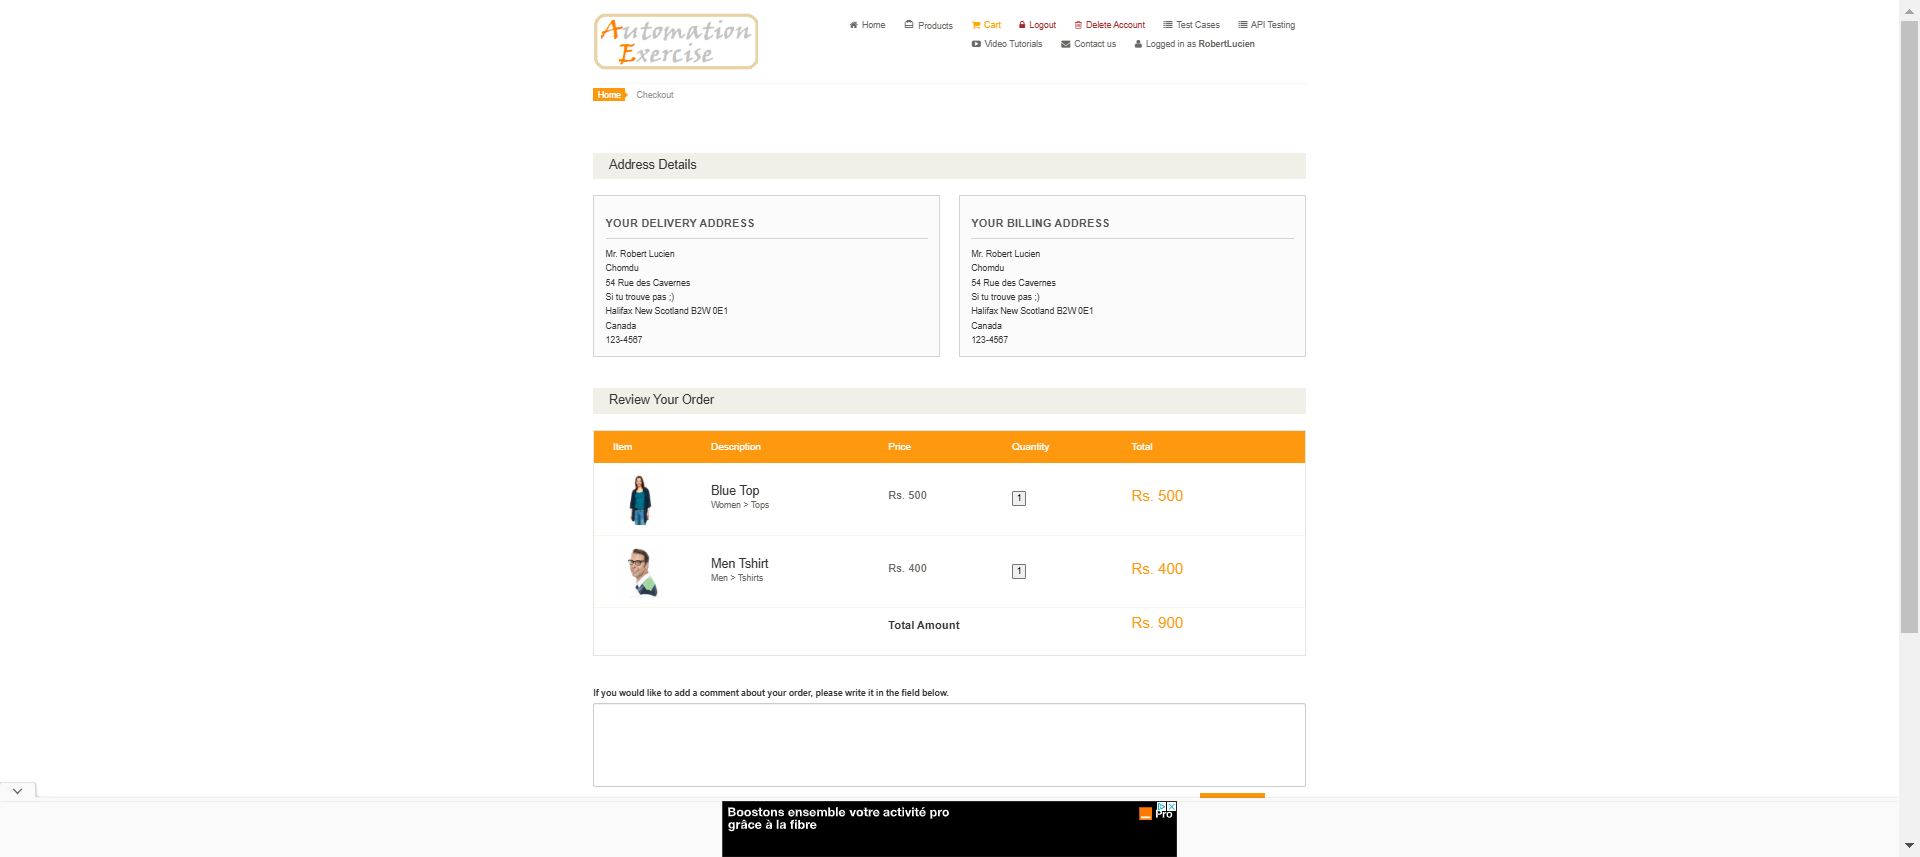 Automation
Exercise
Home
Products
Cart
Logout
Delete Account
Test Cases
API Testing
Video Tutorials
Contact us
Logged in as RobertLucien
Home
Checkout
Address Details
YOUR DELIVERY ADDRESS
Mr. Robert Lucien
Chomdu
54 Rue des Cavernes
Si tu trouve pas ;)
Halifax New Scotland B2W 0E1
Canada
123-4567
YOUR BILLING ADDRESS
Mr. Robert Lucien
Chomdu
54 Rue des Cavernes
Si tu trouve pas ;)
Halifax New Scotland B2W 0E1
Canada
123-4567
Review Your Order
Item Description Price Quantity Total
Blue Top
Women > Tops
Rs. 500
1
Rs. 500
Men Tshirt
Men > Tshirts
Rs. 400
1
Rs. 400
Total Amount
Rs. 900
If you would like to add a comment about your order, please write it in the field below.
Boostons ensemble votre activité pro
grâce à la fibre
Pro